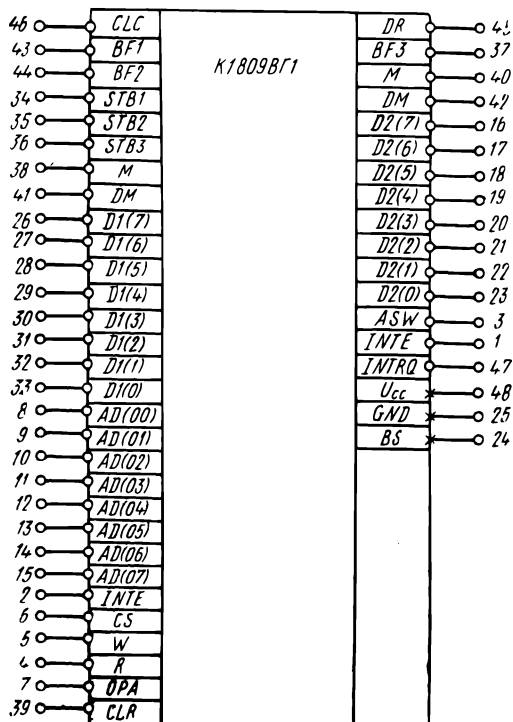 46 CLC
43 BF1
44 BF2
34 STB1
35 STB2
36 STB3
38 M
41 DM
26 D1(7)
27 D1(6)
28 D1(5)
29 D1(4)
30 D1(3)
31 D1(2)
32 D1(1)
33 D1(0)
8 AD(00)
9 AD(01)
10 AD(02)
11 AD(03)
12 AD(04)
13 AD(05)
14 AD(06)
15 AD(07)
2 INTE
6 CS
5 W
4 R
7 OPA
39 CLR
К1809ВГ1
DR
BF3 37
M 40
DM 42
D2(7) 16
D2(6) 17
D2(5) 18
D2(4) 19
D2(3) 20
D2(2) 21
D2(1) 22
D2(0) 23
ASW 3
INTE 1
INTRQ 47
Ucc 48
GND 25
BS 24